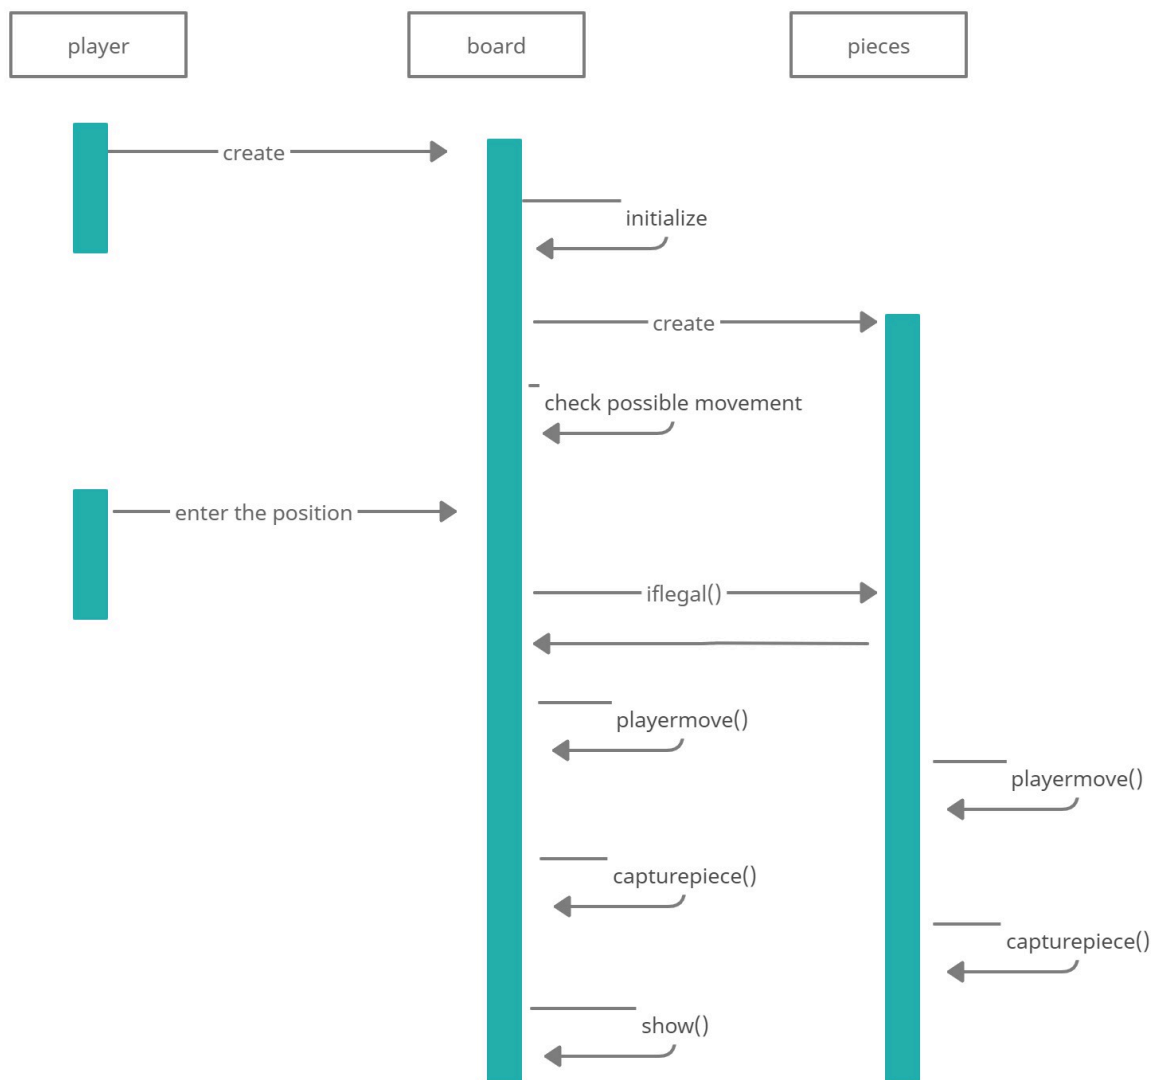 player
board
pieces
create
initialize
create
check possible movement
enter the position
iflegal()
playermove()
playermove()
capturepiece()
capturepiece()
show()